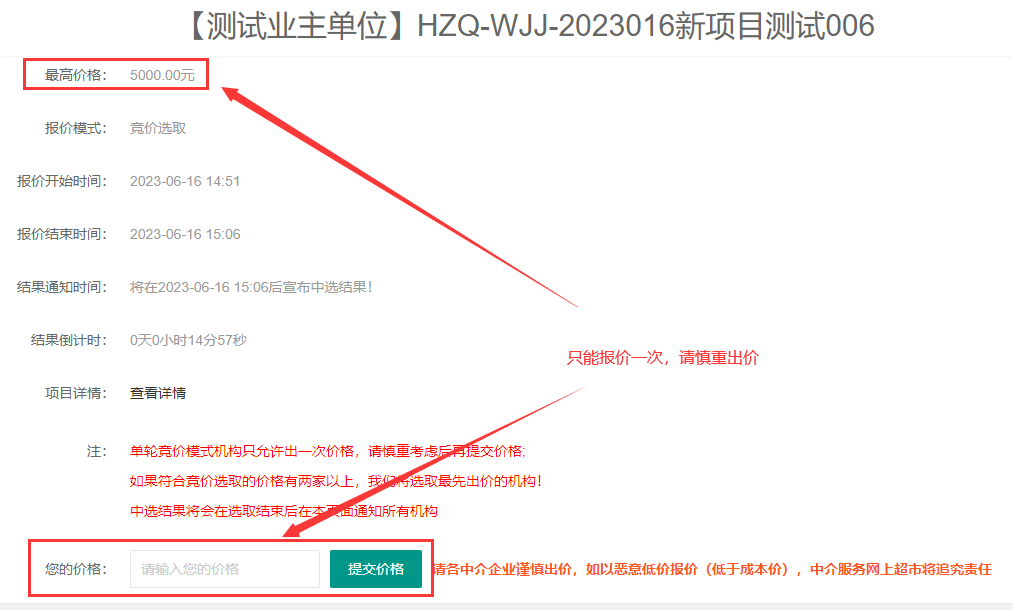 【测试业主单位】HZQ-WJJ-2023016新项目测试006
最高价格： 5000.00元
报价模式： 竞价选取
报价开始时间： 2023-06-16 14:51
报价结束时间： 2023-06-16 15:06
结果通知时间： 将在2023-06-16 15:06后宣布中选结果！
结果倒计时： 0天0小时14分57秒
只能报价一次，请慎重出价
项目详情： 查看详情
注： 单轮竞价模式机构只允许出一次价格，请慎重考虑后再提交价格;
如果符合竞价选取的价格有两家以上，我们将选取最先出价的机构！
中选结果将会在选取结束后在本页面通知所有机构
您的价格： 请输入您的价格 提交价格 请各中介企业谨慎出价，如以恶意低价报价（低于成本价），中介服务网上超市将追究责任